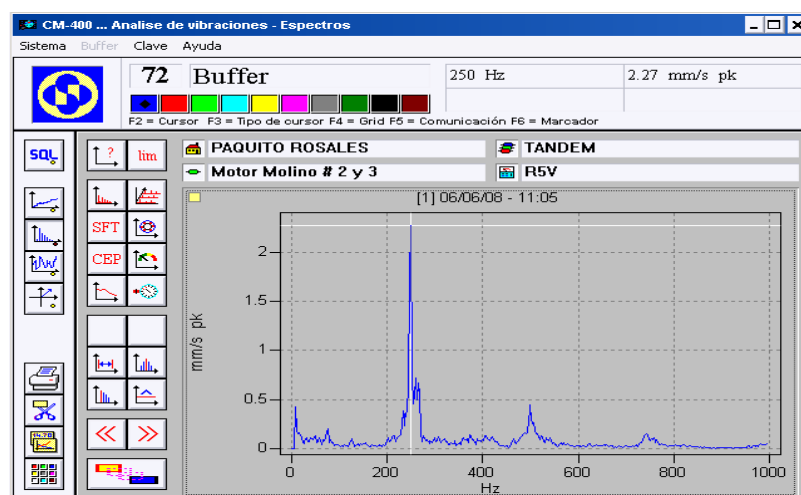 CM-400 ... Analise de vibraciones - Espectros
Sistema Buffer Clave Ayuda
72 Buffer 250 Hz 2.27 mm/s pk
F2 = Cursor F3 = Tipo de cursor F4 = Grid F5 = Comunicación F6 = Marcador
SQL ? lim PAQUITO ROSALES TANDEM
Motor Molino # 2 y 3 R5V
[1] 06/06/08 - 11:05
SFT
CEP
mm/s pk
2
1.5
1
0.5
0
0 200 400 600 800 1000
Hz